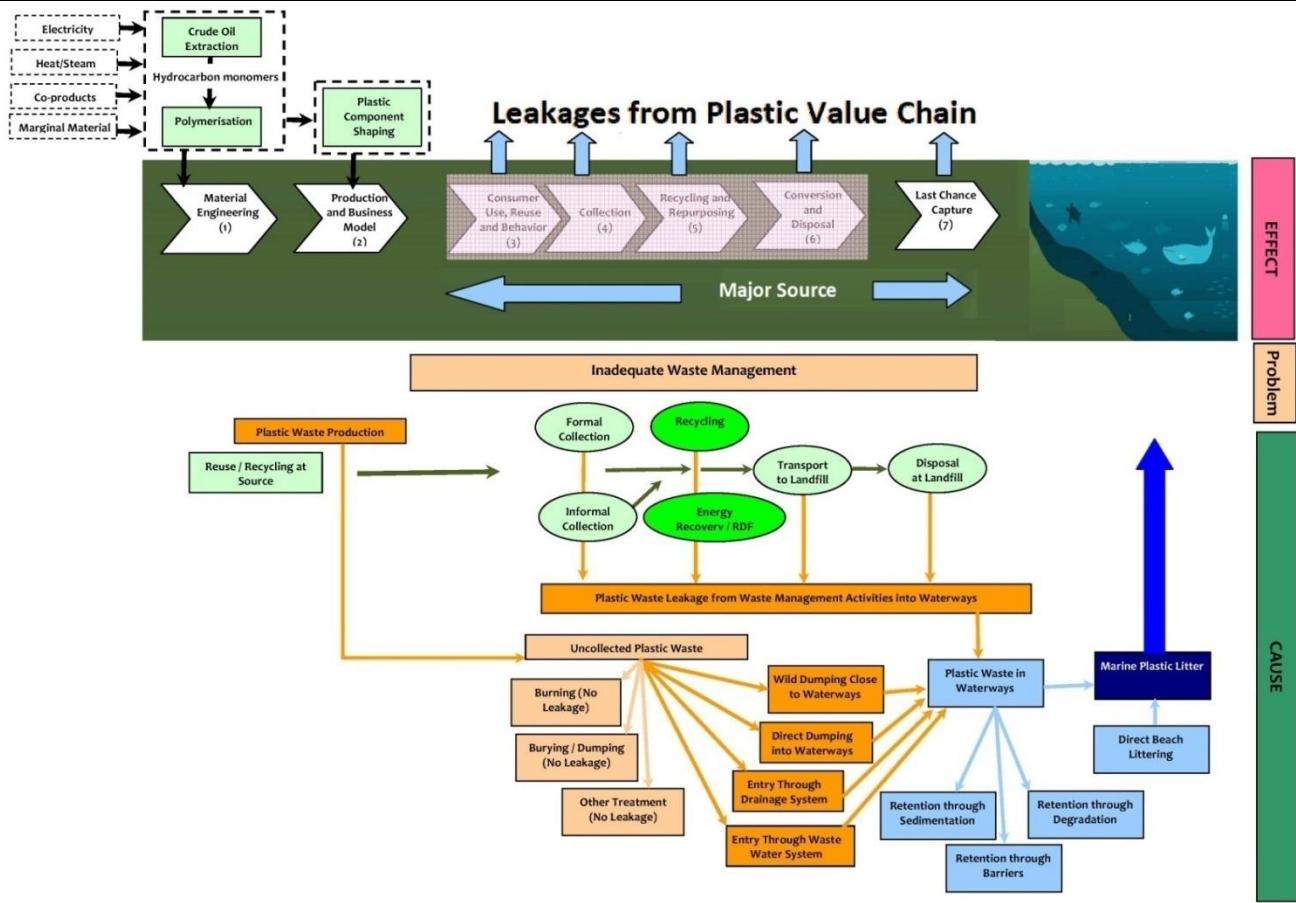 Electricity
Heat/Steam
Co-products
Marginal Material
Crude Oil
Extraction
Hydrocarbon monomers
Polymerisation
Plastic
Component
Shaping
Leakages from Plastic Value Chain
Material
Engineering
(1)
Production
and Business
Model
(2)
Consumer
Use, Reuse
and Behavior
(3)
Collection
(4)
Recycling and
Repurposing
(5)
Conversion
and
Disposal
(6)
Last Chance
Capture
(7)
Major Source
EFFECT
Problem
CAUSE
Inadequate Waste Management
Plastic Waste Production
Reuse / Recycling at
Source
Formal
Collection
Informal
Collection
Recycling
Energy
Recovery / RDF
Transport
to Landfill
Disposal
at Landfill
Plastic Waste Leakage from Waste Management Activities into Waterways
Uncollected Plastic Waste
Burning (No
Leakage)
Burying / Dumping
(No Leakage)
Other Treatment
(No Leakage)
Wild Dumping Close
to Waterways
Direct Dumping
into Waterways
Entry Through
Drainage System
Entry Through Waste
Water System
Plastic Waste in
Waterways
Marine Plastic Litter
Direct Beach
Littering
Retention through
Sedimentation
Retention through
Degradation
Retention through
Barriers